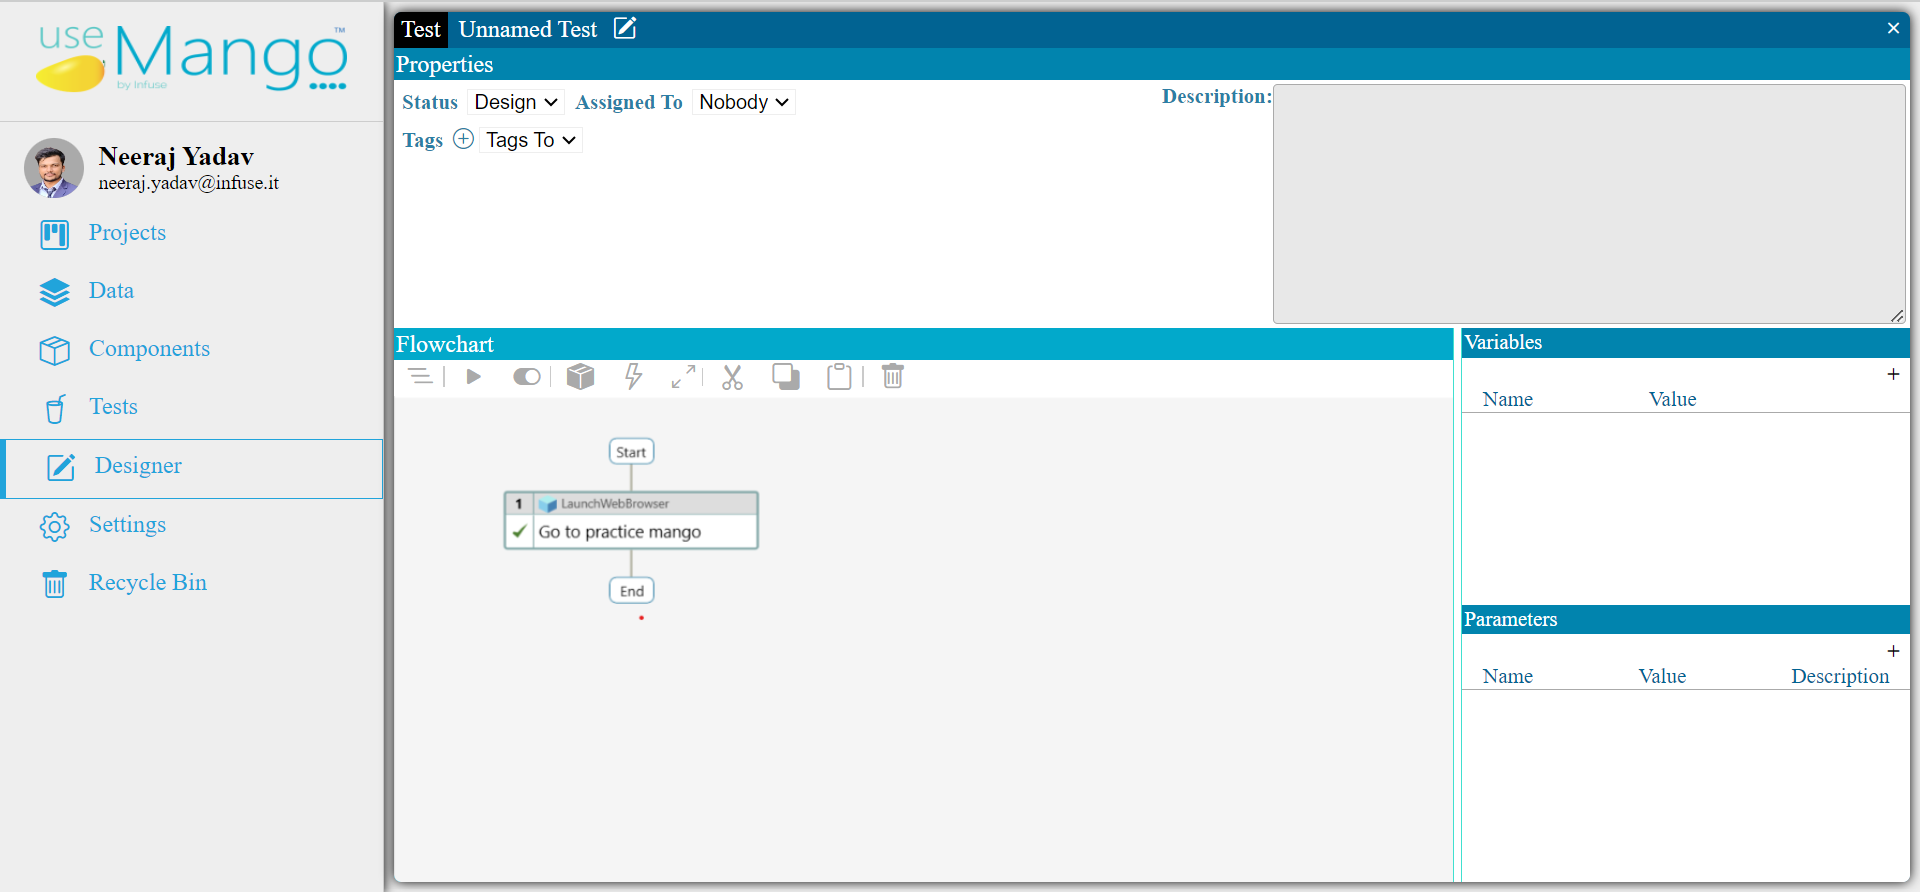 use
Mango™
by Infuse
Neeraj Yadav
neeraj.yadav@infuse.it
Projects
Data
Components
Tests
Designer
Settings
Recycle Bin
Test Unnamed Test
Properties
Status Design Assigned To Nobody
Tags Tags To
Description:
Flowchart
Start
1 LaunchWebBrowser
Go to practice mango
End
Variables
+
Name Value
Parameters
+
Name Value Description